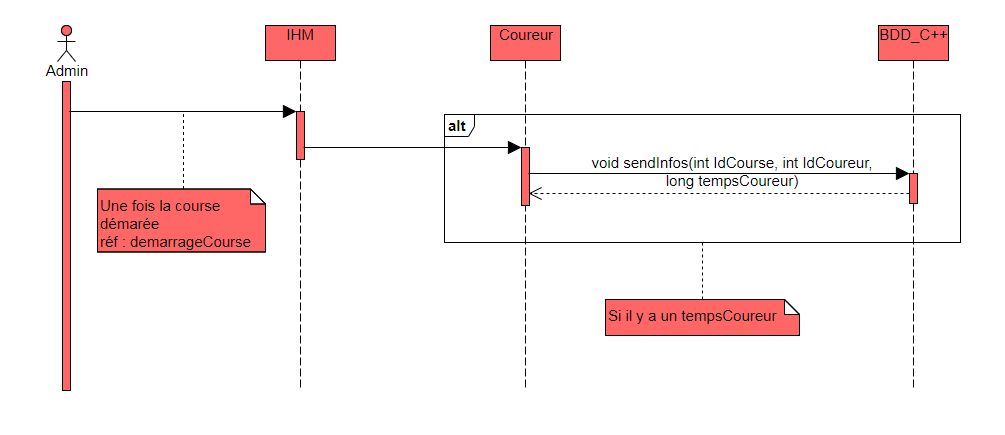 Admin
IHM
Coureur
BDD_C++
alt
void sendInfos(int IdCourse, int IdCoureur,
long tempsCoureur)
Une fois la course
démarée
réf : demarrageCourse
Si il y a un tempsCoureur